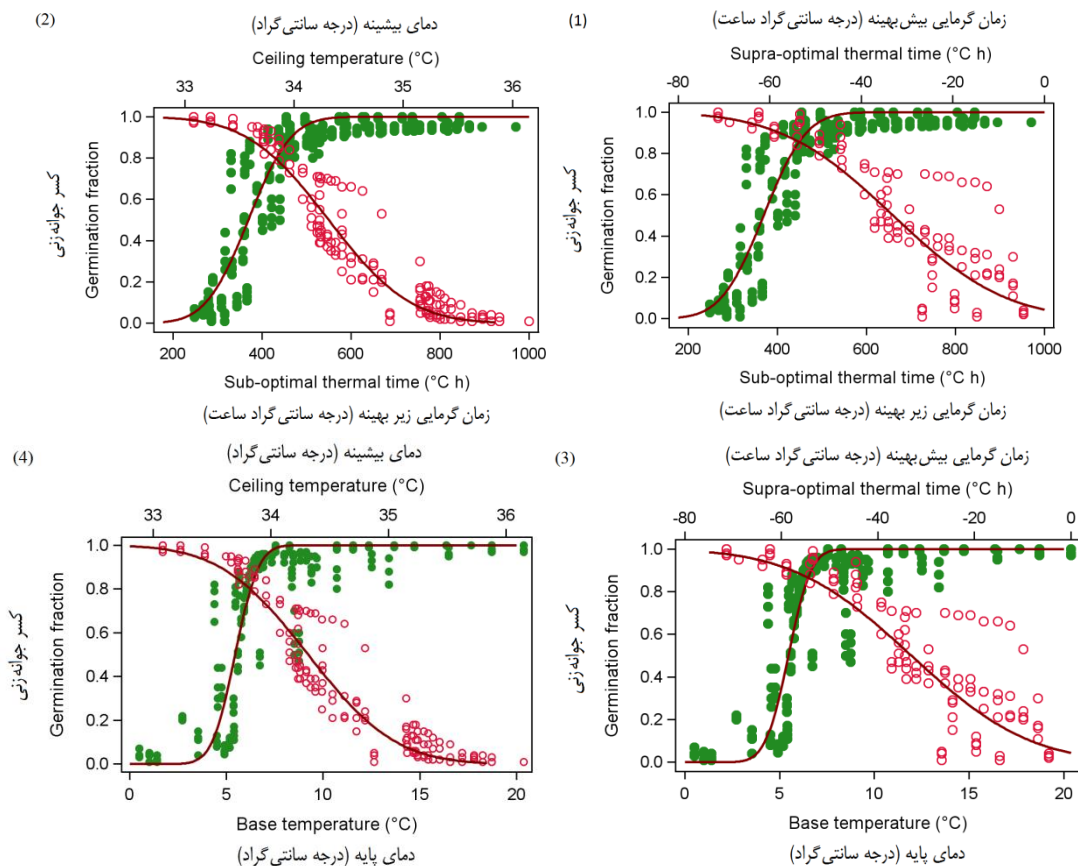 (2)
دمای بیشینه (درجه سانتی‌گراد)
Ceiling temperature (°C)
33 34 35 36
1.0
0.8
0.6
0.4
0.2
0.0
کسر جوانه‌زنی
Germination fraction
200 400 600 800 1000
Sub-optimal thermal time (°C h)
زمان گرمایی زیر بهینه (درجه سانتی‌گراد ساعت)
(1)
زمان گرمایی بیش‌بهینه (درجه سانتی‌گراد ساعت)
Supra-optimal thermal time (°C h)
-80 -60 -40 -20 0
1.0
0.8
0.6
0.4
0.2
0.0
کسر جوانه‌زنی
Germination fraction
200 400 600 800 1000
Sub-optimal thermal time (°C h)
زمان گرمایی زیر بهینه (درجه سانتی‌گراد ساعت)
(4)
دمای بیشینه (درجه سانتی‌گراد)
Ceiling temperature (°C)
33 34 35 36
1.0
0.8
0.6
0.4
0.2
0.0
کسر جوانه‌زنی
Germination fraction
0 5 10 15 20
Base temperature (°C)
دمای پایه (درجه سانتی‌گراد)
(3)
زمان گرمایی بیش‌بهینه (درجه سانتی‌گراد ساعت)
Supra-optimal thermal time (°C h)
-80 -60 -40 -20 0
1.0
0.8
0.6
0.4
0.2
0.0
کسر جوانه‌زنی
Germination fraction
0 5 10 15 20
Base temperature (°C)
دمای پایه (درجه سانتی‌گراد)